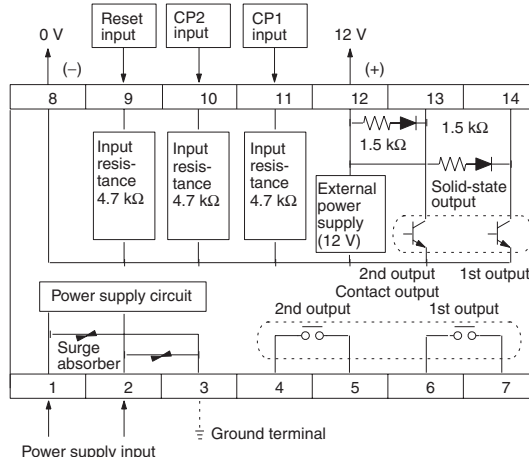 0 V
Reset
input
CP2
input
CP1
input
12 V
(–)
(+)
8 9 10 11 12 13 14
Input
resis-
tance
4.7 kΩ
Input
resis-
tance
4.7 kΩ
Input
resis-
tance
4.7 kΩ
1.5 kΩ
1.5 kΩ
External
power
supply
(12 V)
Solid-state
output
2nd output
1st output
Contact output
Power supply circuit
2nd output
1st output
Surge
absorber
1 2 3 4 5 6 7
Ground terminal
Power supply input